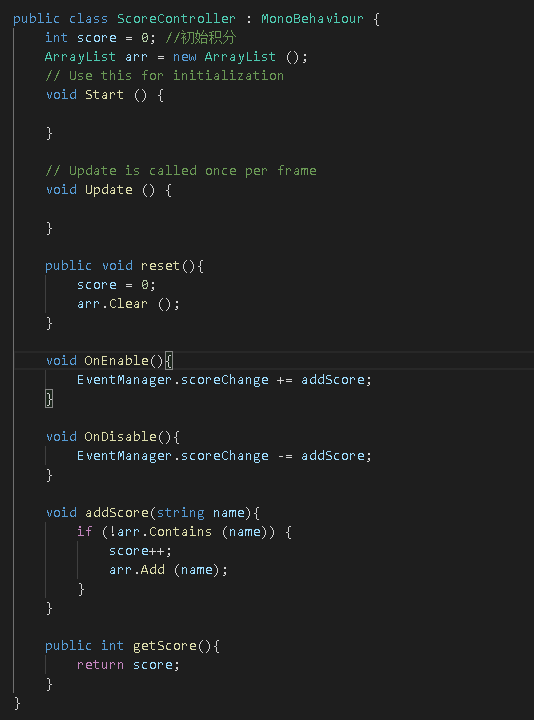 public class ScoreController : MonoBehaviour {
int score = 0; //初始积分
ArrayList arr = new ArrayList ();
// Use this for initialization
void Start () {
}
// Update is called once per frame
void Update () {
}
public void reset(){
score = 0;
arr.Clear ();
}
void OnEnable(){
EventManager.scoreChange += addScore;
}
void OnDisable(){
EventManager.scoreChange -= addScore;
}
void addScore(string name){
if (!arr.Contains (name)) {
score++;
arr.Add (name);
}
}
public int getScore(){
return score;
}
}